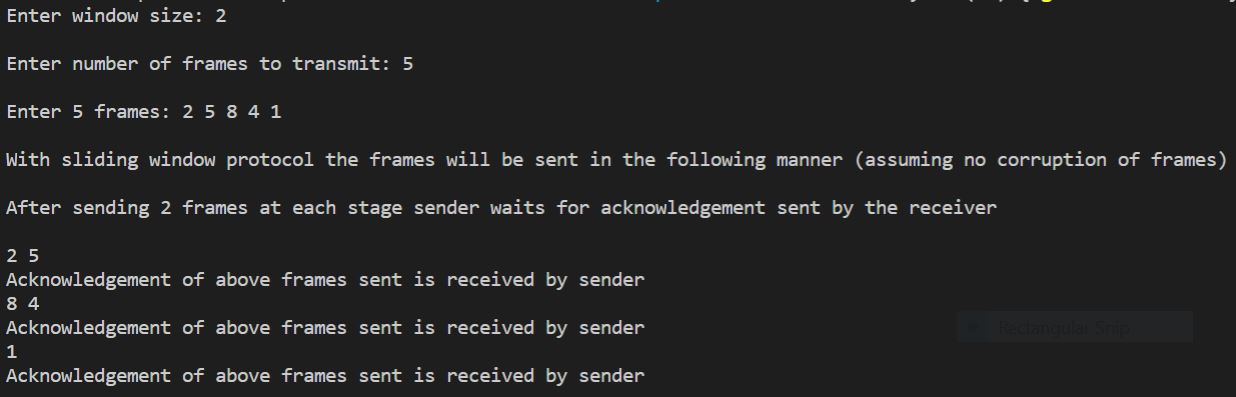 Enter window size: 2
Enter number of frames to transmit: 5
Enter 5 frames: 2 5 8 4 1
With sliding window protocol the frames will be sent in the following manner (assuming no corruption of frames)
After sending 2 frames at each stage sender waits for acknowledgement sent by the receiver
2 5
Acknowledgement of above frames sent is received by sender
8 4
Acknowledgement of above frames sent is received by sender
Rectangular Snip
1
Acknowledgement of above frames sent is received by sender